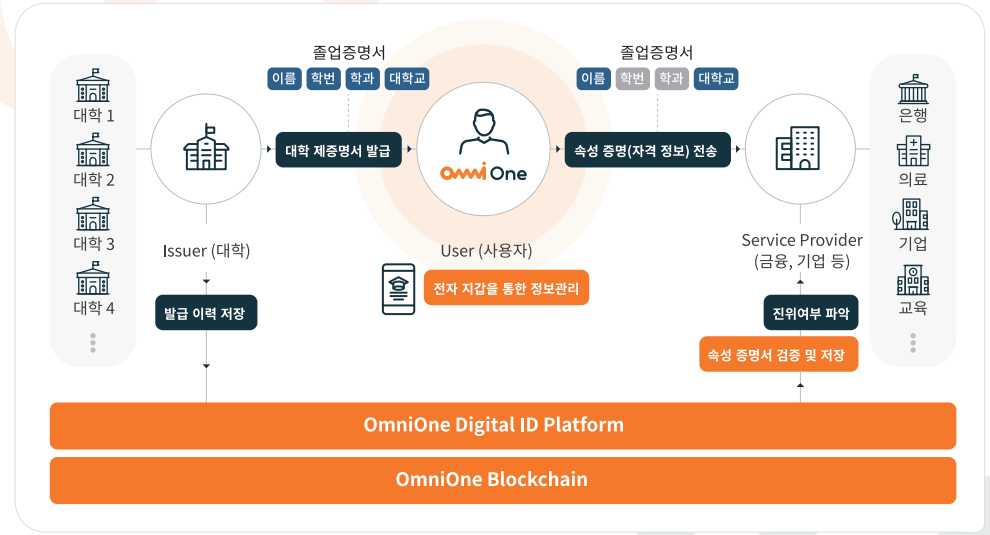 졸업증명서
이름 학번 학과 대학교
졸업증명서
이름 학번 학과 대학교
대학 1
대학 2
대학 3
대학 4
대학 제증명서 발급
Omni One
속성 증명(자격 정보) 전송
은행
의료
기업
교육
Issuer (대학)
User (사용자)
Service Provider
(금융, 기업 등)
발급 이력 저장
전자 지갑을 통한 정보관리
진위여부 파악
속성 증명서 검증 및 저장
OmniOne Digital ID Platform
OmniOne Blockchain